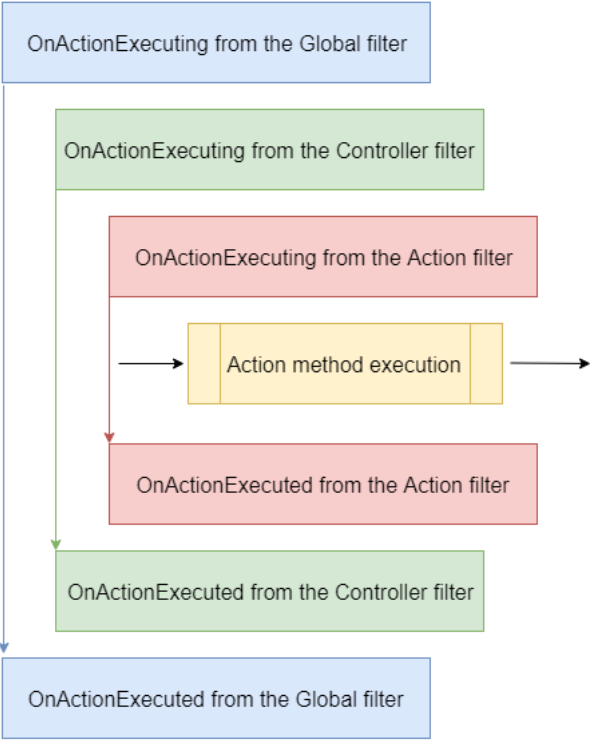 OnActionExecuting from the Global filter
OnActionExecuting from the Controller filter
OnActionExecuting from the Action filter
Action method execution
OnActionExecuted from the Action filter
OnActionExecuted from the Controller filter
OnActionExecuted from the Global filter